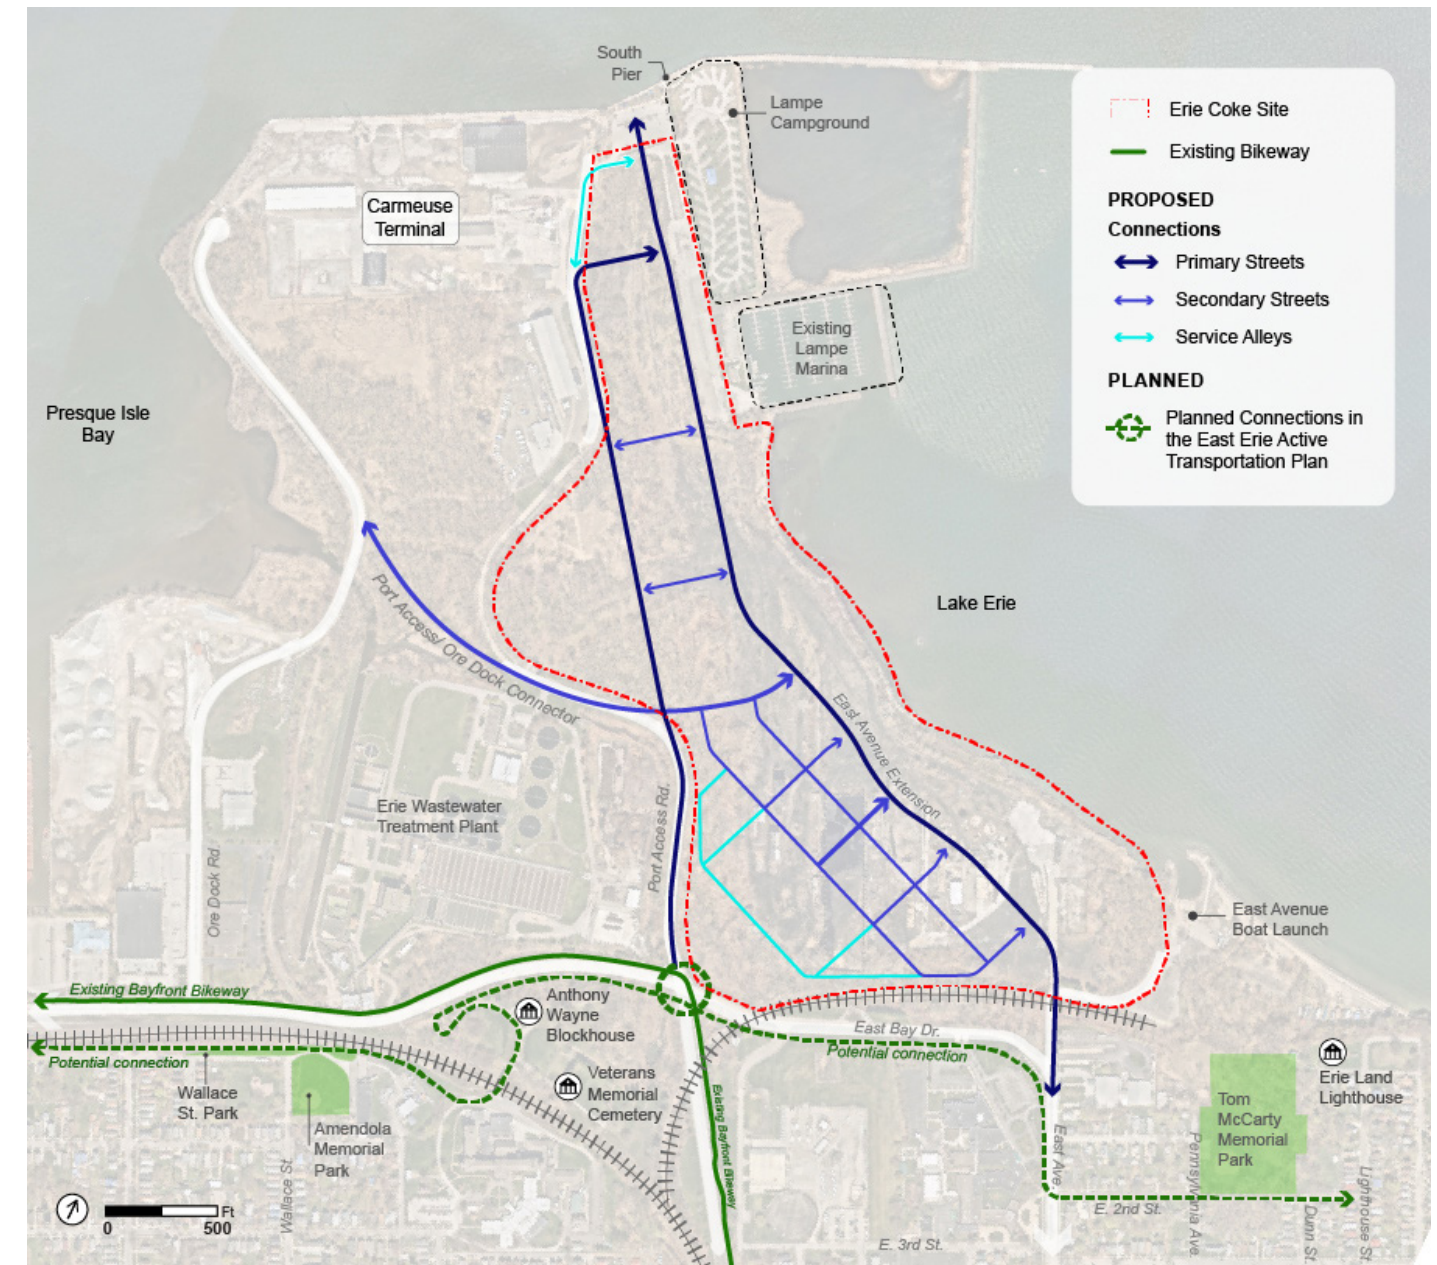 South
Pier
Lampe
Campground
Erie Coke Site
Existing Bikeway
PROPOSED
Connections
Primary Streets
Secondary Streets
Service Alleys
PLANNED
Planned Connections in
the East Erie Active
Transportation Plan
Carmeuse
Terminal
Existing
Lampe
Marina
Presque Isle
Bay
Lake Erie
Port Access/ Ore Dock Connector
East Avenue Extension
Erie Wastewater
Treatment Plant
Port Access Rd.
Ore Dock Rd
East Avenue
Boat Launch
Existing Bayfront Bikeway
Anthony
Wayne
Blockhouse
East Bay Dr.
Potential connection
Potential connection
Wallace
St. Park
Veterans
Memorial
Cemetery
Amendola
Memorial
Park
Existing Bayfront Bikeway
Erie Land
Lighthouse
Tom
McCarty
Memorial
Park
East Ave.
Pennsylvania Ave.
Wallace St.
E. 2nd St.
Dunn St.
Lighthouse St.
E. 3rd St.
Ft
0
500